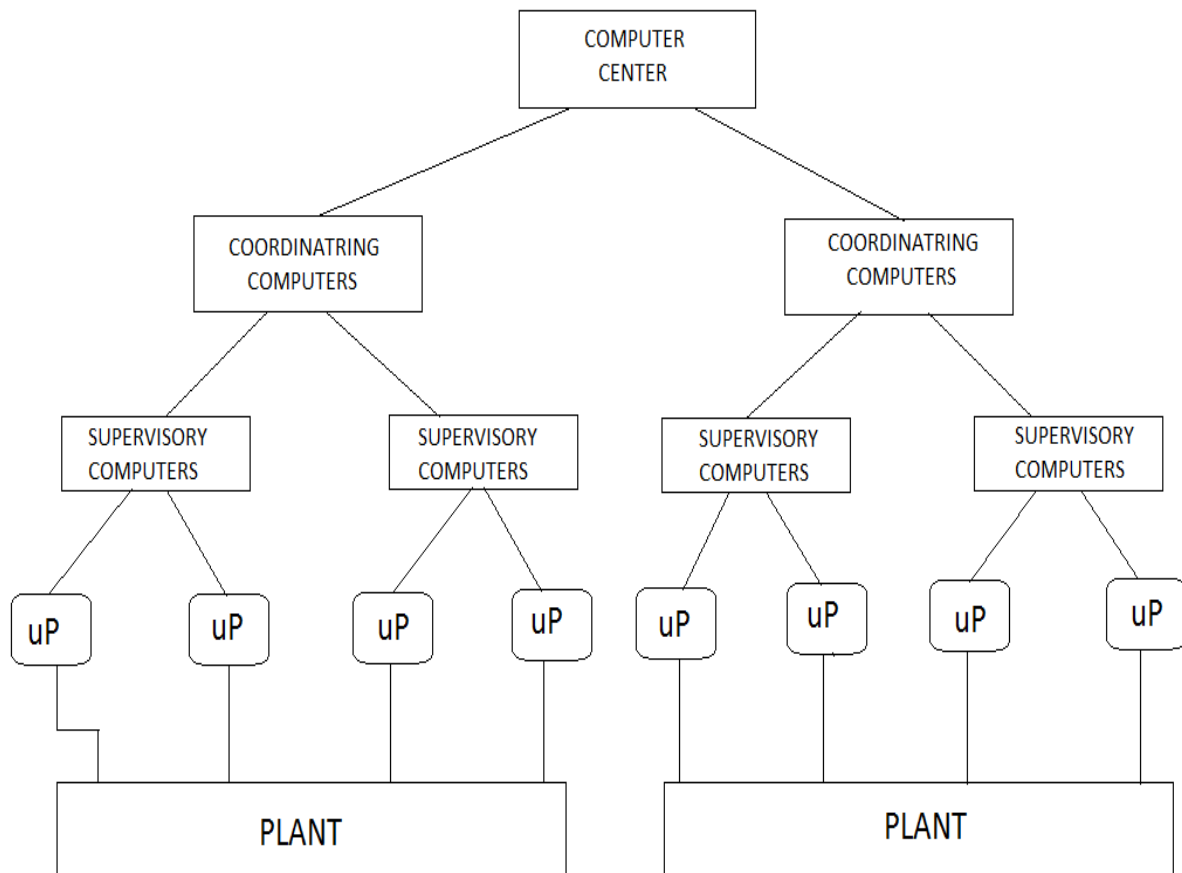 COMPUTER
CENTER
COORDINATRING
COMPUTERS
COORDINATRING
COMPUTERS
SUPERVISORY
COMPUTERS
SUPERVISORY
COMPUTERS
SUPERVISORY
COMPUTERS
SUPERVISORY
COMPUTERS
uP
uP
uP
uP
uP
uP
uP
uP
PLANT
PLANT